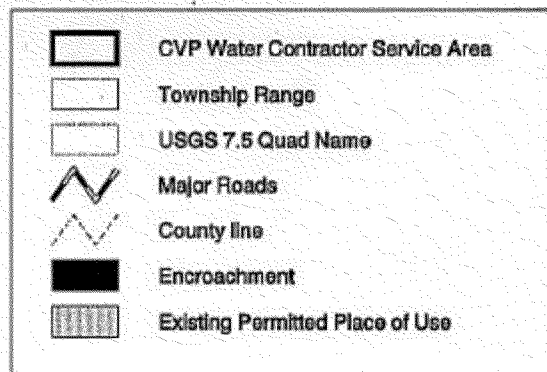 CVP Water Contractor Service Area
Township Range
USGS 7.5 Quad Name
Major Roads
County line
Encroachment
Existing Permitted Place of Use